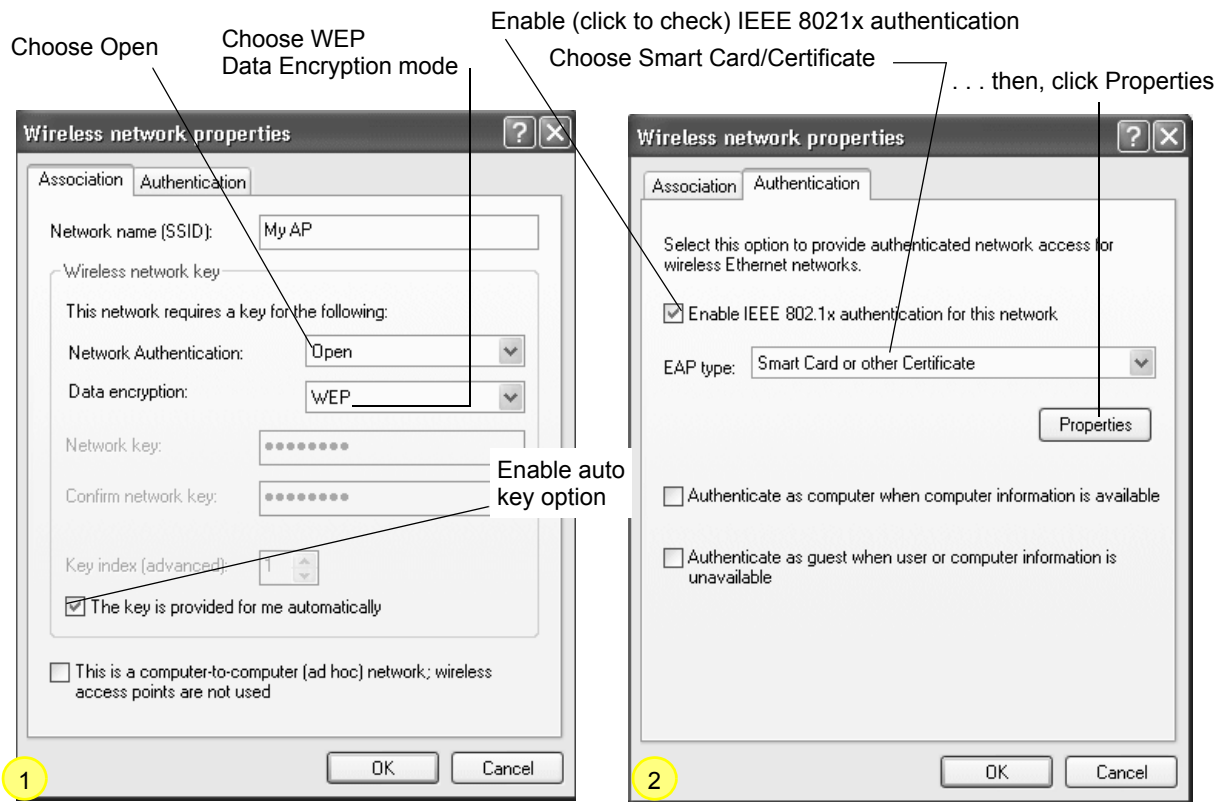 Enable (click to check) IEEE 8021x authentication
Choose Open
Choose WEP
Data Encryption mode
Choose Smart Card/Certificate
. . . then, click Properties
Wireless network properties
Association
Authentication
Network name (SSID):
My AP
Wireless network key
This network requires a key for the following:
Network Authentication:
Open
Data encryption:
WEP
Network key:
••••••••
Confirm network key:
••••••••
Enable auto
key option
Key index (advanced):
1
The key is provided for me automatically
This is a computer-to-computer (ad hoc) network; wireless
access points are not used
OK
Cancel
1
Wireless network properties
Association
Authentication
Select this option to provide authenticated network access for
wireless Ethernet networks.
Enable IEEE 802.1x authentication for this network
EAP type:
Smart Card or other Certificate
Properties
Authenticate as computer when computer information is available
Authenticate as guest when user or computer information is
unavailable
OK
Cancel
2